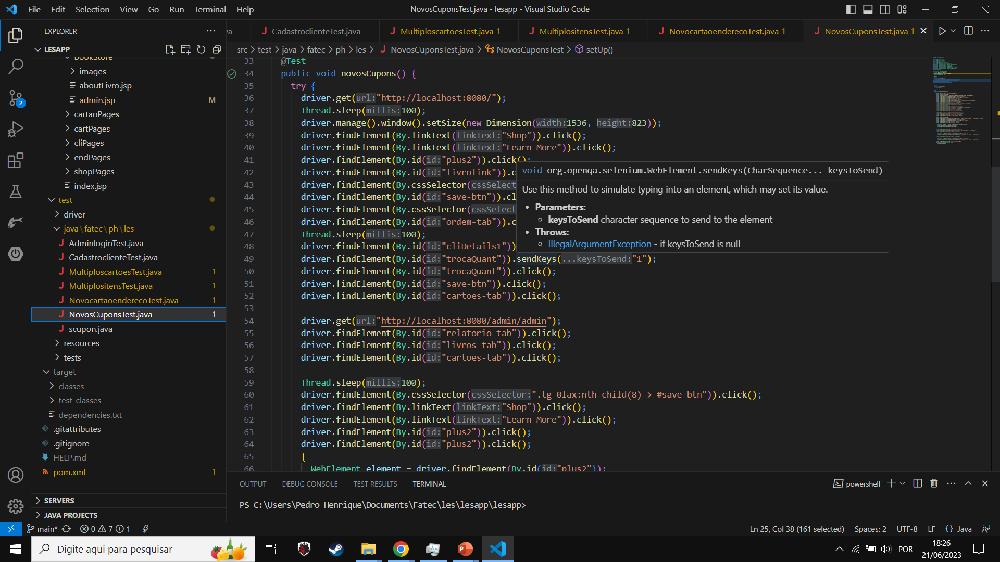 File Edit Selection View Go Run Terminal Help
NovosCuponsTest.java - lesapp - Visual Studio Code
EXPLORER
LESAPP
bookStore
images
aboutLivro.jsp
admin.jsp M
cartaoPages
cartPages
cliPages
endPages
shopPages
index.jsp
test
driver
java\fatec\ph\les
AdminloginTest.java
CadastroclienteTest.java
MultiploscartoesTest.java 1
MultiplositensTest.java 1
NovocartaoenderecoTest.java 1
NovosCuponsTest.java 1
scupon.java
resources
tests
target
classes
test-classes
dependencies.txt
.gitattributes
.gitignore
HELP.md
pom.xml 1
SERVERS
JAVA PROJECTS
2
va
CadastroclienteTest.java
MultiploscartoesTest.java 1
MultiplositensTest.java 1
NovocartaoenderecoTest.java 1
NovosCuponsTest.java 1
src > test > java > fatec > ph > les > NovosCuponsTest.java > NovosCuponsTest > setUp()
33 @Test
34 public void novosCupons() {
35 try {
36 driver.get(url:"http://localhost:8080/");
37 Thread.sleep(millis:100);
38 driver.manage().window().setSize(new Dimension(width:1536, height:823));
39 driver.findElement(By.linkText(linkText:"Shop")).click();
40 driver.findElement(By.linkText(linkText:"Learn More")).click();
41 driver.findElement(By.id(id:"plus2")).click();
42 driver.findElement(By.id(id:"livrolink")).c
43 driver.findElement(By.cssSelector(cssSelect
44 driver.findElement(By.id(id:"save-btn")).cl
45 driver.findElement(By.cssSelector(cssSelect
46 driver.findElement(By.id(id:"ordem-tab")).c
47 Thread.sleep(millis:100);
48 driver.findElement(By.id(id:"cliDetails1"))
49 driver.findElement(By.id(id:"trocaQuant")).sendKeys(...keysToSend:"1");
50 driver.findElement(By.id(id:"trocaQuant")).click();
51 driver.findElement(By.id(id:"save-btn")).click();
52 driver.findElement(By.id(id:"cartoes-tab")).click();
53
54 driver.get(url:"http://localhost:8080/admin/admin");
55 driver.findElement(By.id(id:"relatorio-tab")).click();
56 driver.findElement(By.id(id:"livros-tab")).click();
57 driver.findElement(By.id(id:"cartoes-tab")).click();
58
59 Thread.sleep(millis:100);
60 driver.findElement(By.cssSelector(cssSelector:".tg-0lax:nth-child(8) > #save-btn")).click();
61 driver.findElement(By.linkText(linkText:"Shop")).click();
62 driver.findElement(By.linkText(linkText:"Learn More")).click();
63 driver.findElement(By.id(id:"plus2")).click();
64 driver.findElement(By.id(id:"plus2")).click();
65 {
66 WebElement element = driver.findElement(By.id(id:"plus2"));
void org.openqa.selenium.WebElement.sendKeys(CharSequence... keysToSend)
Use this method to simulate typing into an element, which may set its value.
• Parameters:
◦ keysToSend character sequence to send to the element
• Throws:
◦ IllegalArgumentException - if keysToSend is null
OUTPUT DEBUG CONSOLE TEST RESULTS TERMINAL
powershell
PS C:\Users\Pedro Henrique\Documents\Fatec\les\lesapp\lesapp>
main* 0 7 1
Ln 25, Col 38 (161 selected) Spaces: 2 UTF-8 LF {} Java
Digite aqui para pesquisar
POR
18:26
21/06/2023